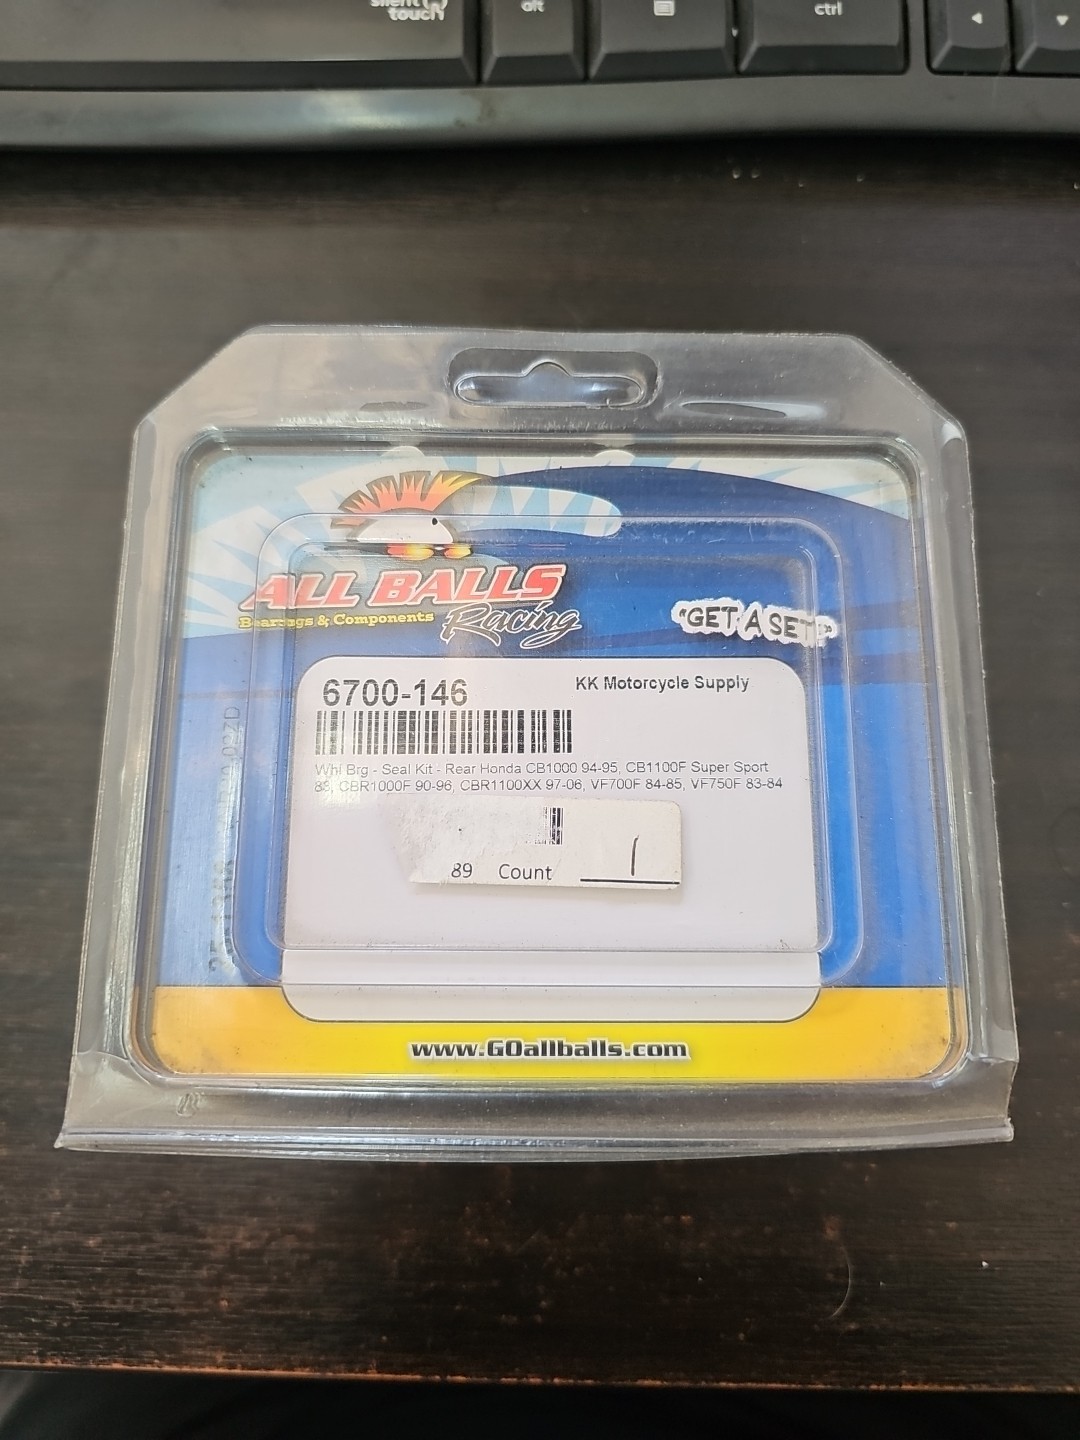 silent
touch
alt
ctrl
ALL BALLS
Bearings & Components
Racing
"GET A SET!"
6700-146
KK Motorcycle Supply
Whl Brg - Seal Kit - Rear Honda CB1000 94-95, CB1100F Super Sport
83, CBR1000F 90-96, CBR1100XX 97-06, VF700F 84-85, VF750F 83-84
89 Count 1
www.GOallballs.com